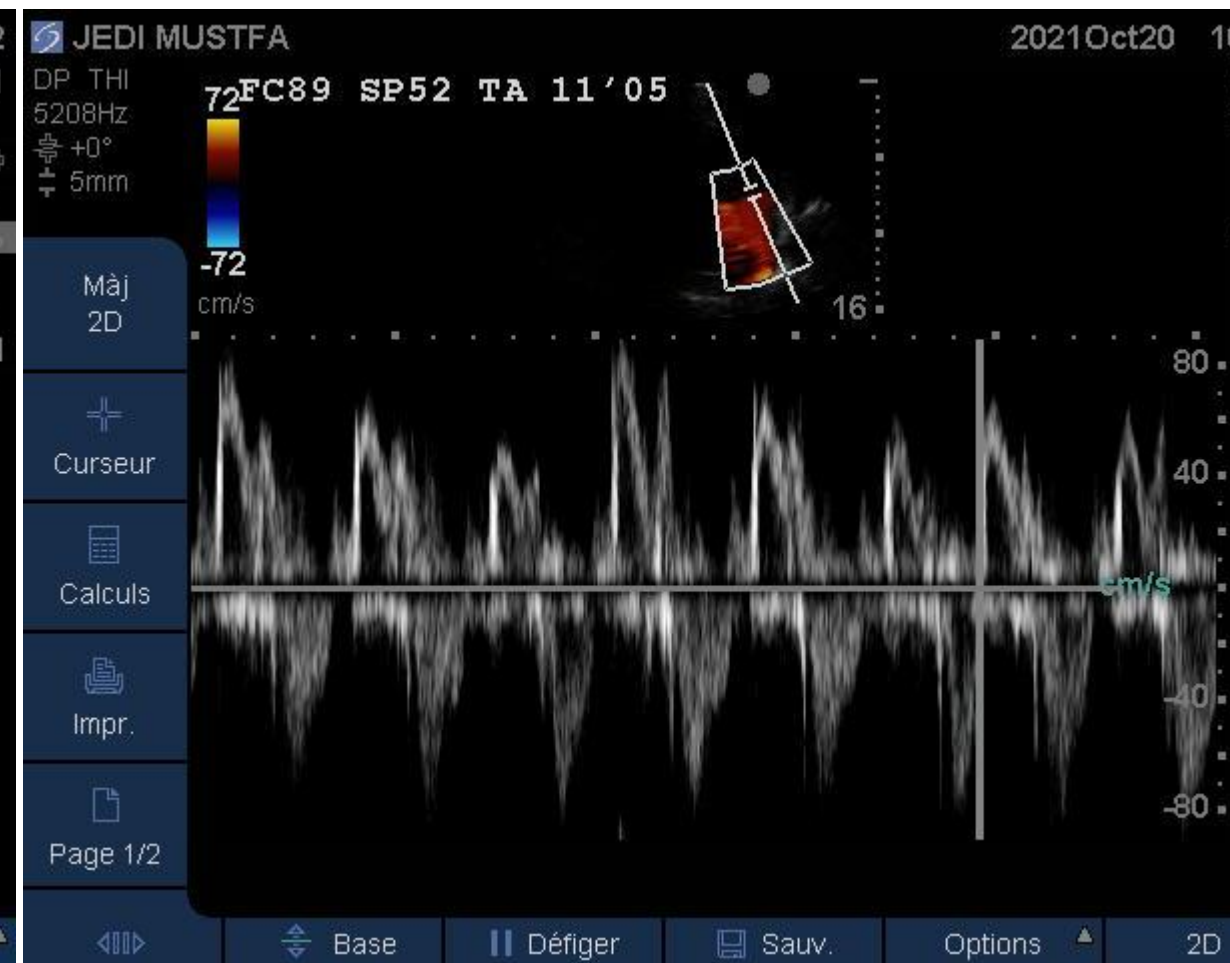 JEDI MUSTFA
2021Oct20
DP THI
5208Hz
+0°
5mm
72
FC89 SP52 TA 11′05
-72
cm/s
16
Màj
2D
Curseur
Calculs
Impr.
Page 1/2
80
40
cm/s
-40
-80
Base
Défiger
Sauv.
Options
2D